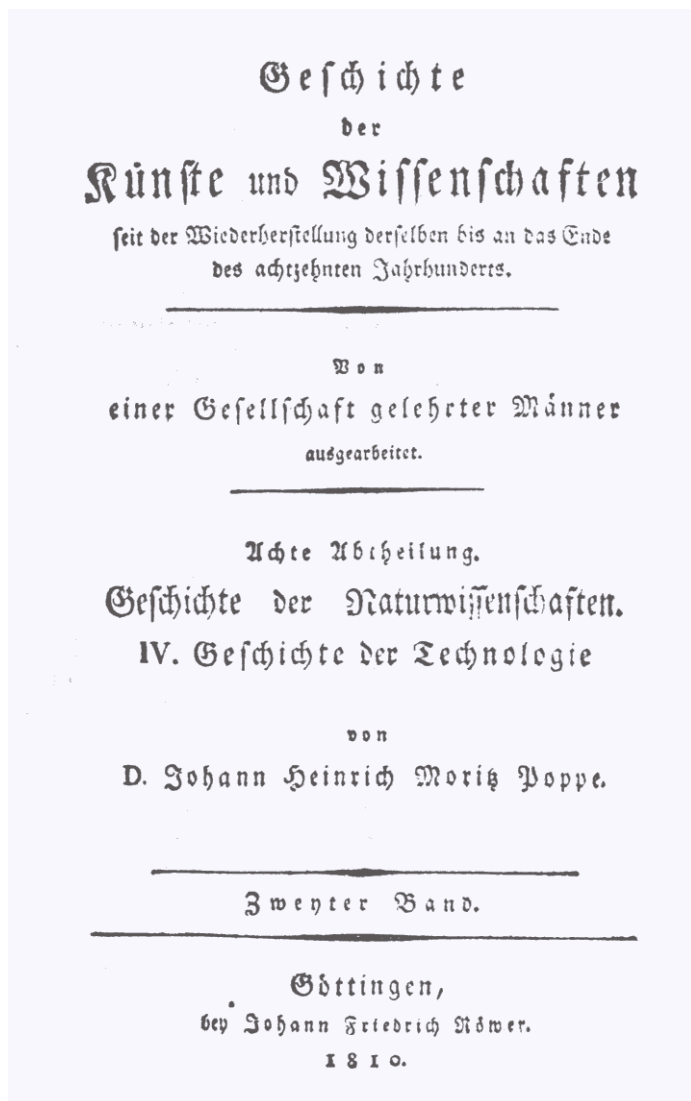 Geschichte
der
Künste und Wissenschaften
seit der Wiederherstellung derselben bis an das Ende
des achtzehnten Jahrhunderts.
Von
einer Gesellschaft gelehrter Männer
ausgearbeitet.
Achte Abtheilung.
Geschichte der Naturwissenschaften.
IV. Geschichte der Technologie
von
D. Johann Heinrich Moritz Poppe.
Zweyter Band.
Göttingen,
bey Johann Friedrich Röwer.
1810.